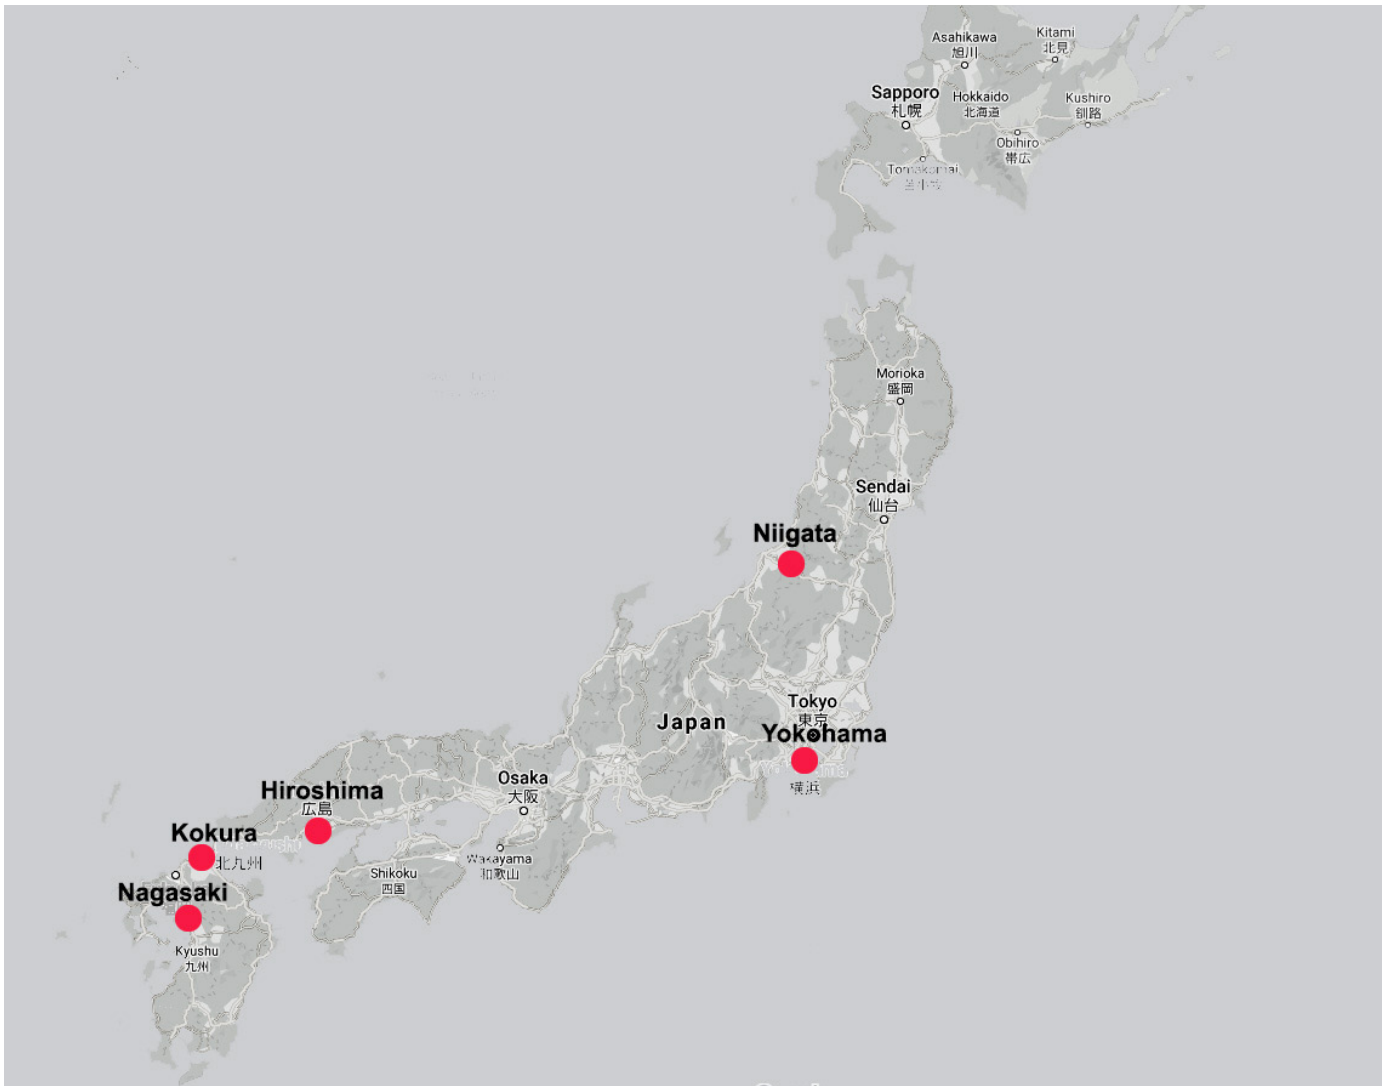 Asahikawa
旭川
Kitami
北見
Sapporo
札幌
Hokkaido
北海道
Kushiro
釧路
Obihiro
帯広
Tomakomai
Morioka
盛岡
Sendai
仙台
Niigata
Tokyo
東京
Japan
Yokohama
横浜
Osaka
大阪
Hiroshima
広島
Kokura
北九州
Wakayama
和歌山
Shikoku
四国
Nagasaki
Kyushu
九州